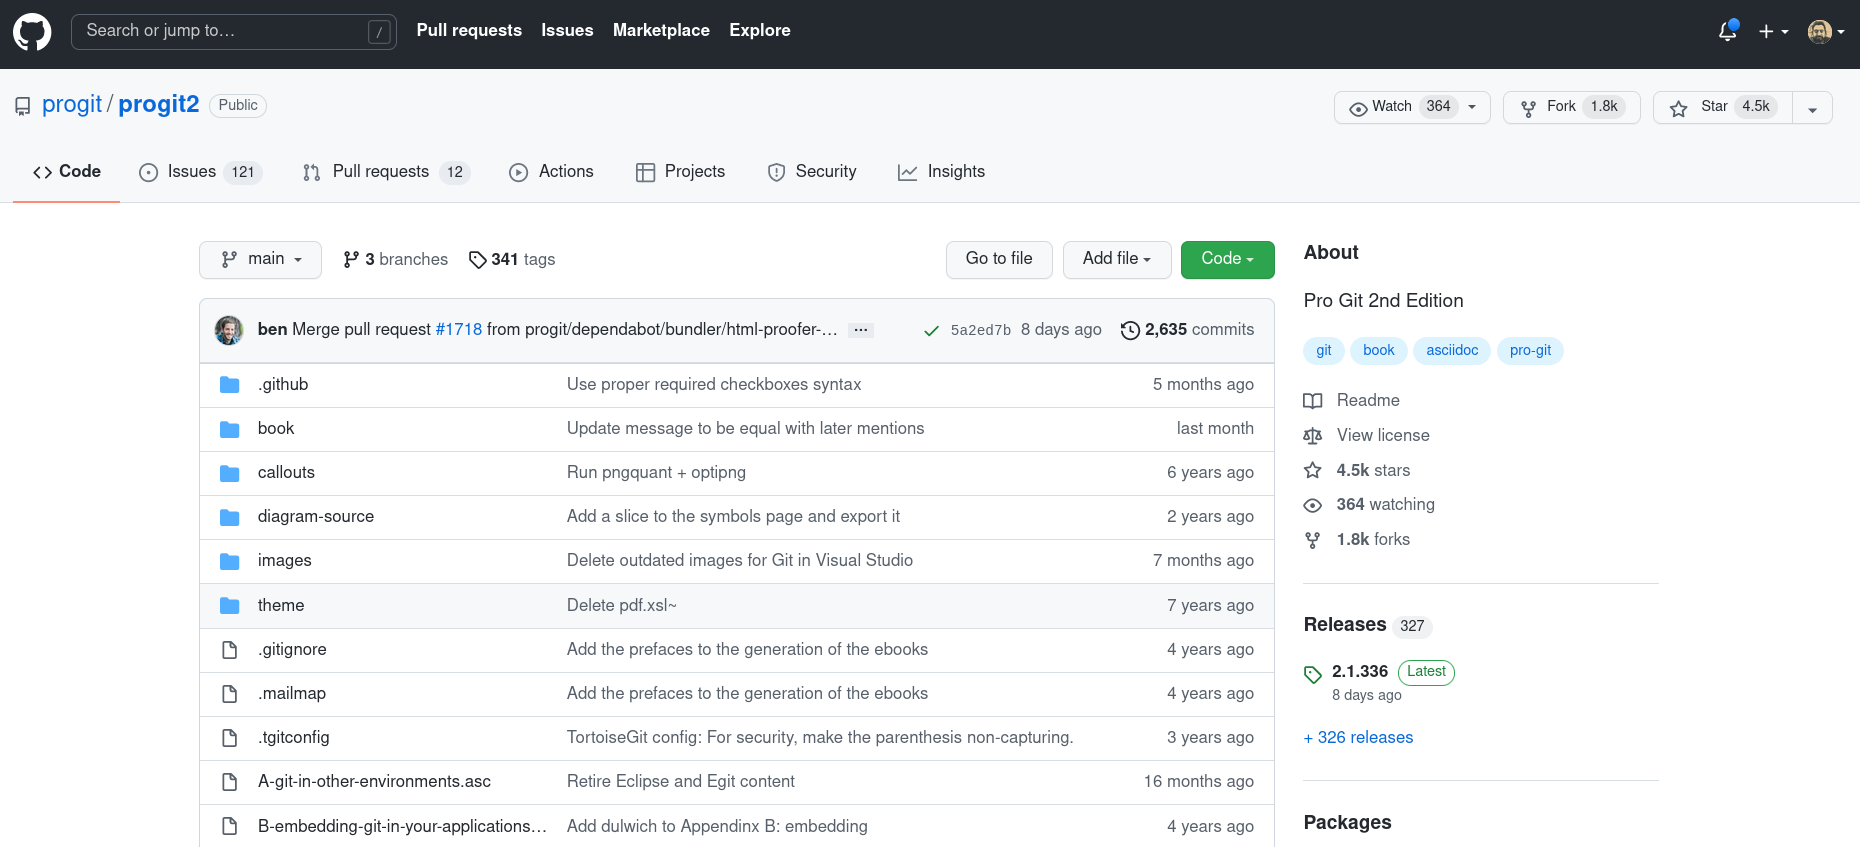 Search or jump to… / Pull requests Issues Marketplace Explore
progit / progit2 Public Watch 364 Fork 1.8k Star 4.5k
Code Issues 121 Pull requests 12 Actions Projects Security Insights
main 3 branches 341 tags Go to file Add file Code
ben Merge pull request #1718 from progit/dependabot/bundler/html-proofer-… ... 5a2ed7b 8 days ago 2,635 commits
.github Use proper required checkboxes syntax 5 months ago
book Update message to be equal with later mentions last month
callouts Run pngquant + optipng 6 years ago
diagram-source Add a slice to the symbols page and export it 2 years ago
images Delete outdated images for Git in Visual Studio 7 months ago
theme Delete pdf.xsl~ 7 years ago
.gitignore Add the prefaces to the generation of the ebooks 4 years ago
.mailmap Add the prefaces to the generation of the ebooks 4 years ago
.tgitconfig TortoiseGit config: For security, make the parenthesis non-capturing. 3 years ago
A-git-in-other-environments.asc Retire Eclipse and Egit content 16 months ago
B-embedding-git-in-your-applications… Add dulwich to Appendinx B: embedding 4 years ago
About
Pro Git 2nd Edition
git book asciidoc pro-git
Readme
View license
4.5k stars
364 watching
1.8k forks
Releases 327
2.1.336 Latest
8 days ago
+ 326 releases
Packages